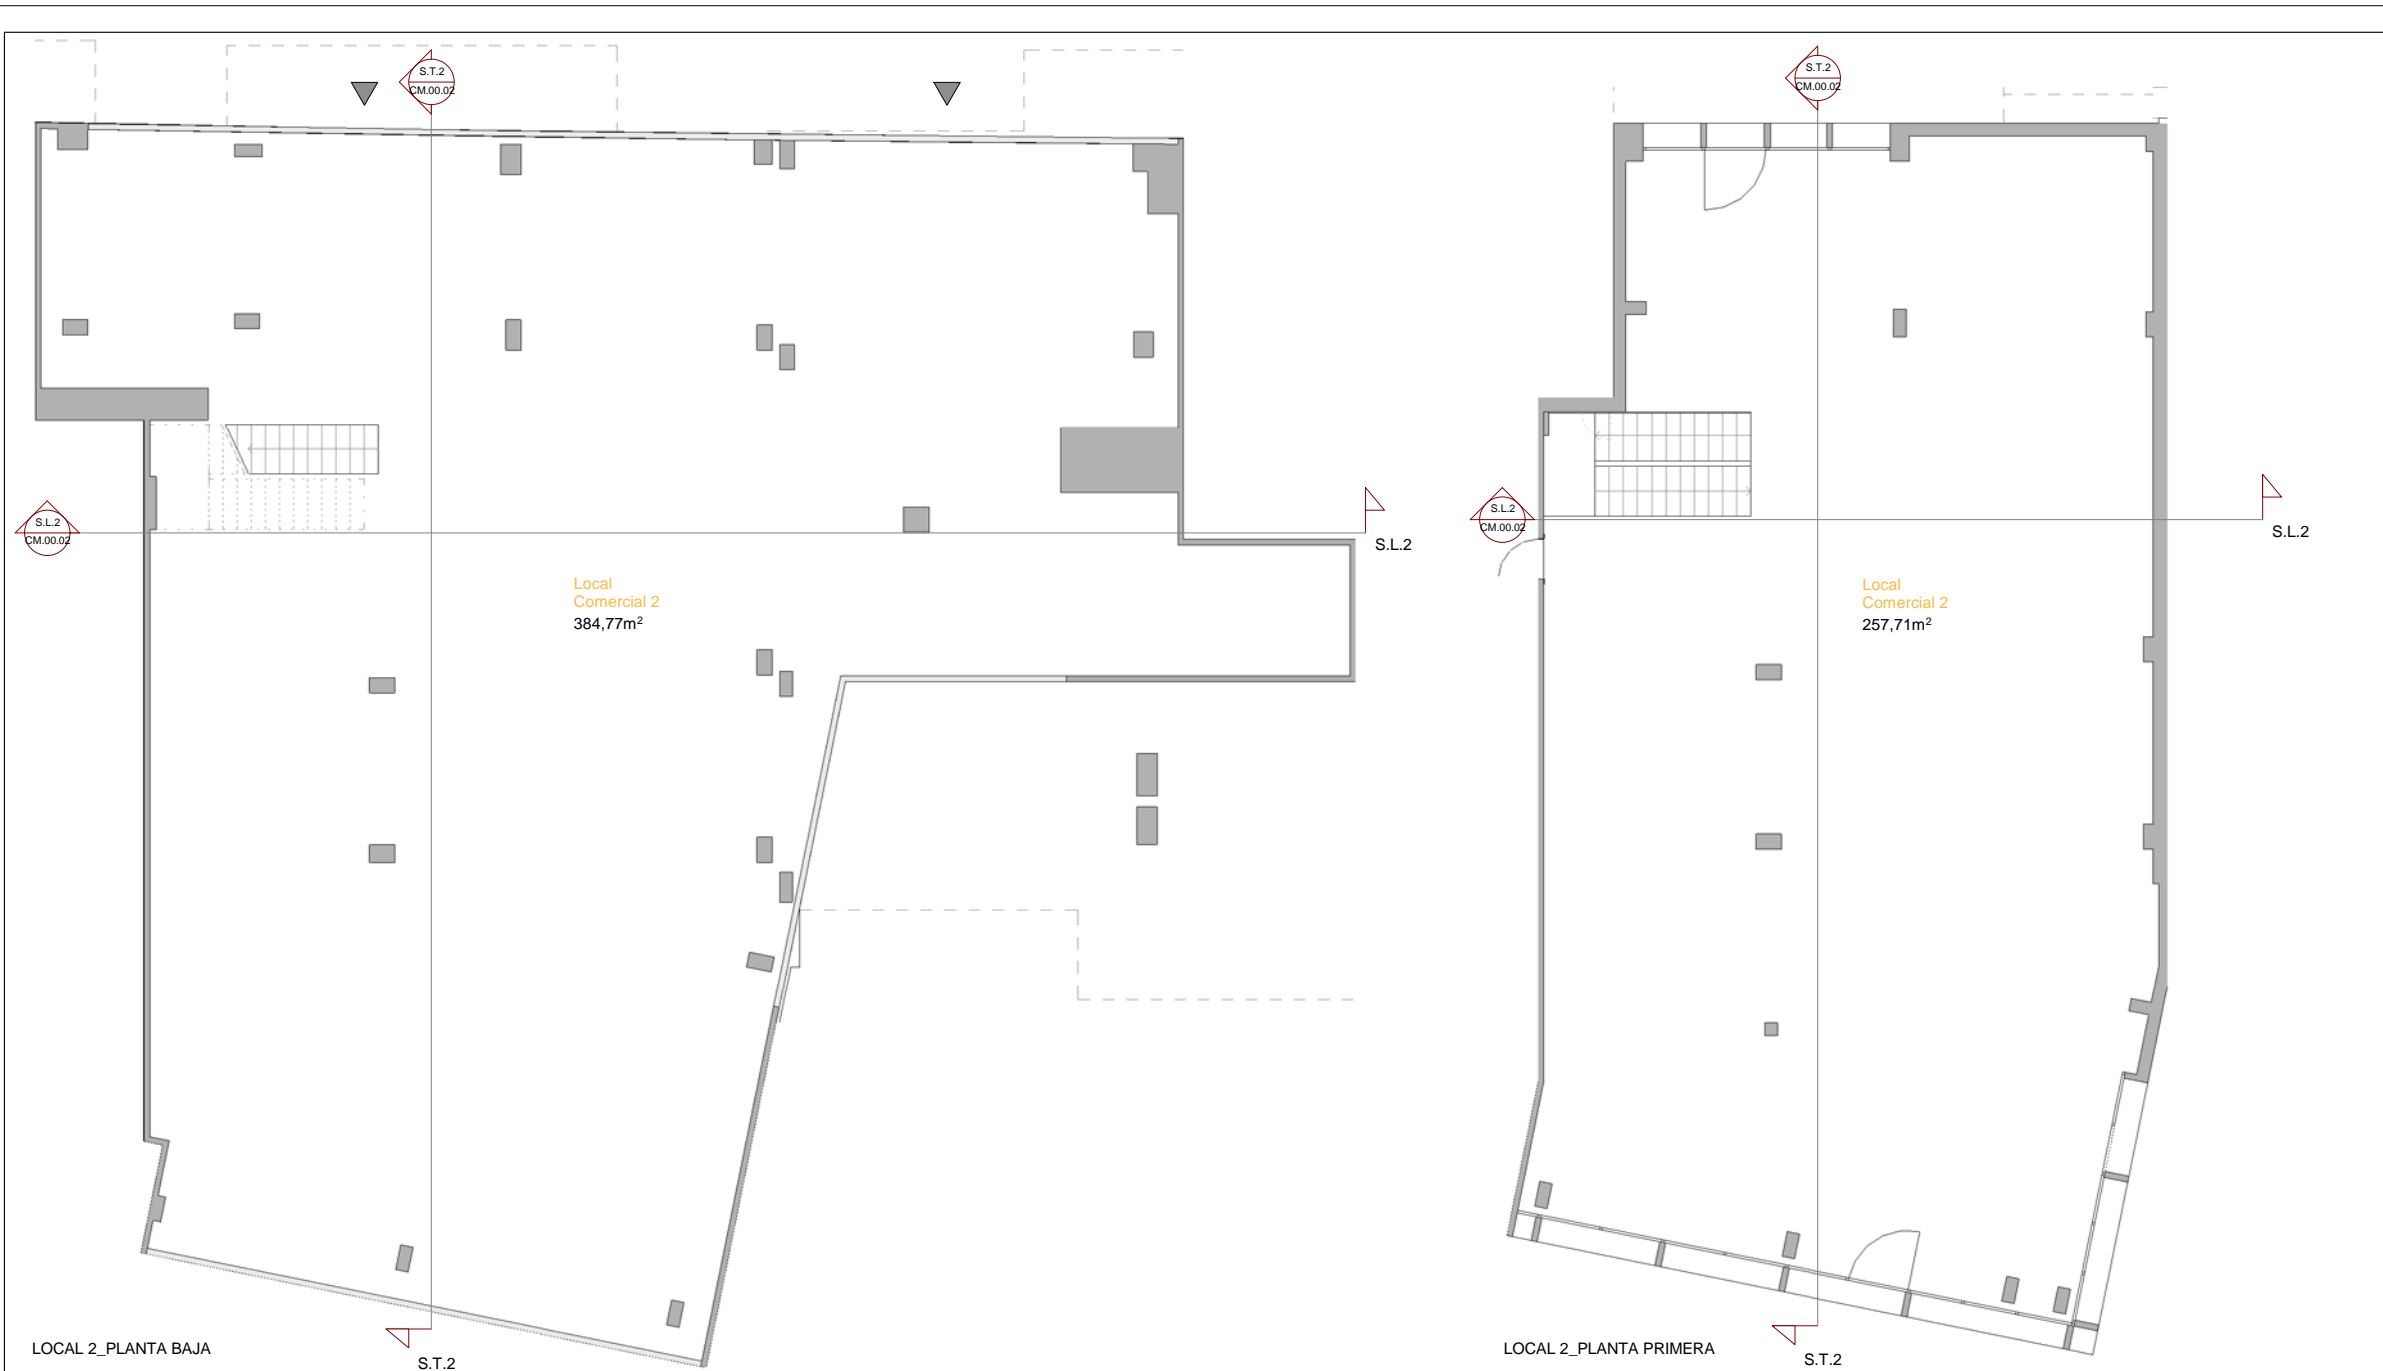 S.T.2
CM.00.02
S.T.2
CM.00.02
S.L.2
CM.00.02
S.L.2
S.L.2
CM.00.02
S.L.2
Local
Comercial 2
384,77m²
Local
Comercial 2
257,71m²
LOCAL 2_PLANTA BAJA
S.T.2
LOCAL 2_PLANTA PRIMERA
S.T.2